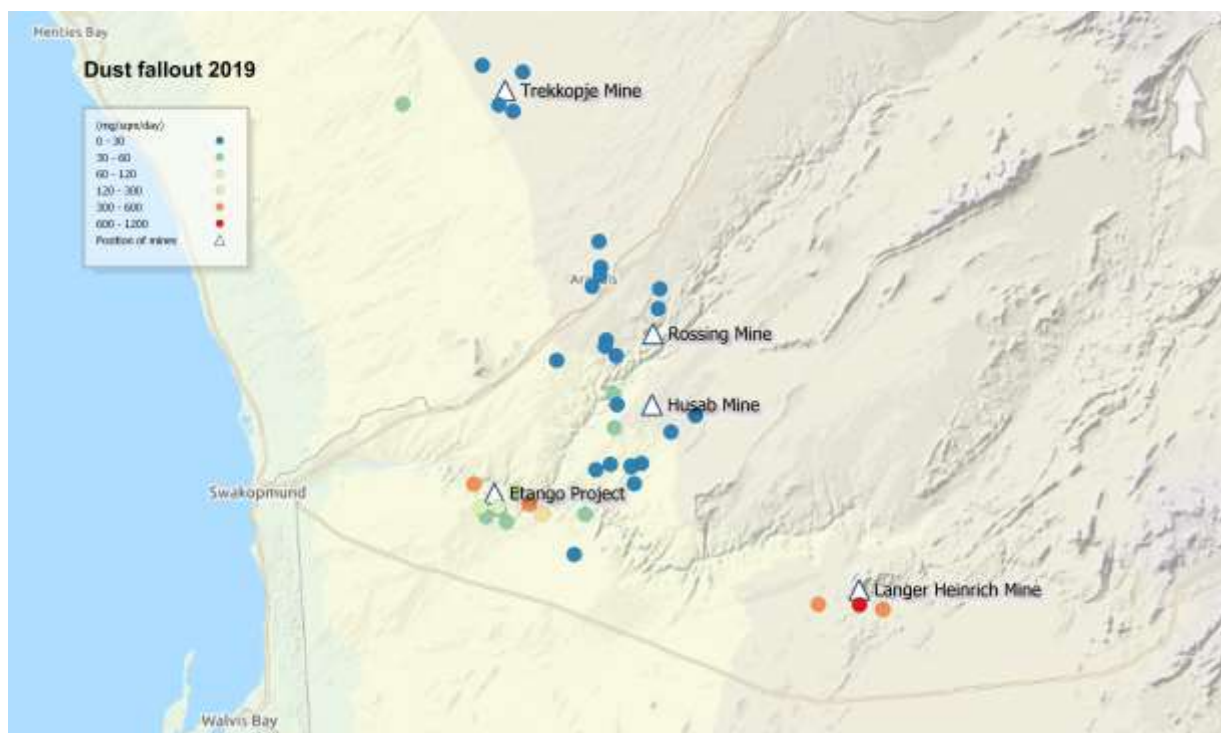 Henties Bay
Dust fallout 2019
(mg/sqm/day)
0 - 30
30 - 60
60 - 120
120 - 300
300 - 600
600 - 1200
Position of mines
Trekkopje Mine
Rossing Mine
Husab Mine
Swakopmund
Etango Project
Langer Heinrich Mine
Walvis Bay